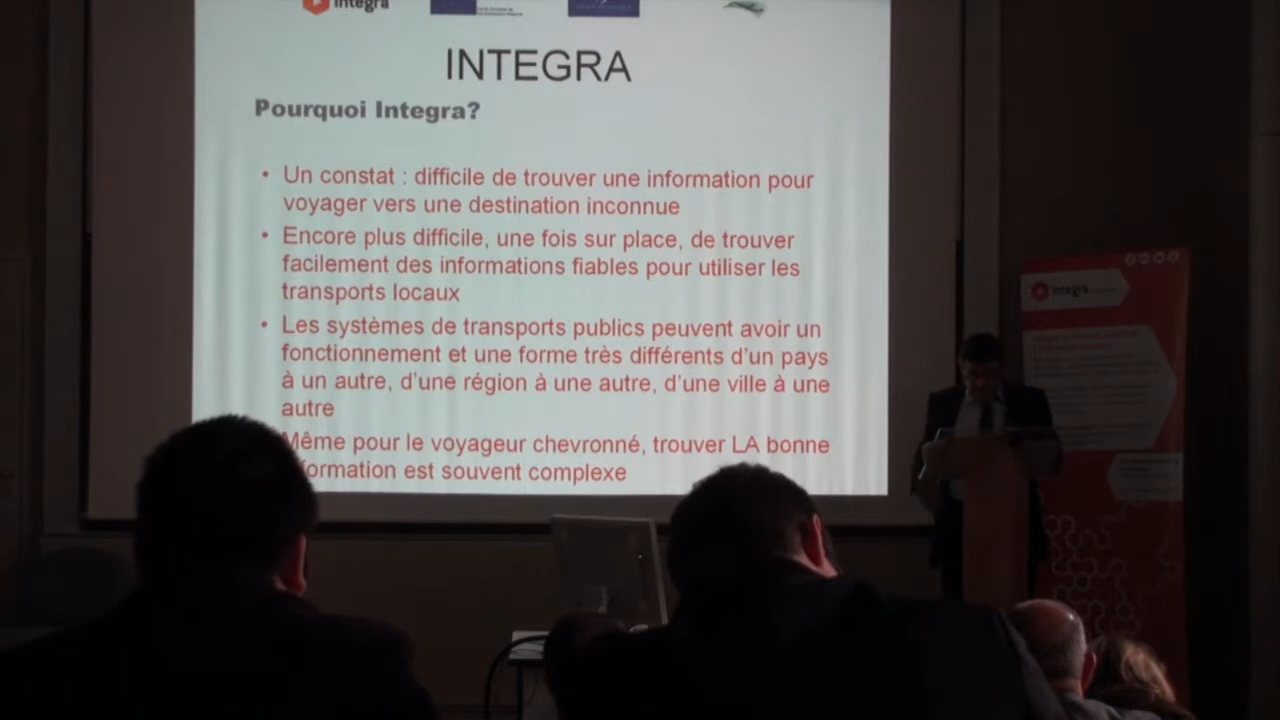 integra
INTEGRA
Pourquoi Integra?
• Un constat : difficile de trouver une information pour
voyager vers une destination inconnue
• Encore plus difficile, une fois sur place, de trouver
facilement des informations fiables pour utiliser les
transports locaux
• Les systèmes de transports publics peuvent avoir un
fonctionnement et une forme très différents d'un pays
à un autre, d'une région à une autre, d'une ville à une
autre
Même pour le voyageur chevronné, trouver LA bonne
formation est souvent complexe
integra